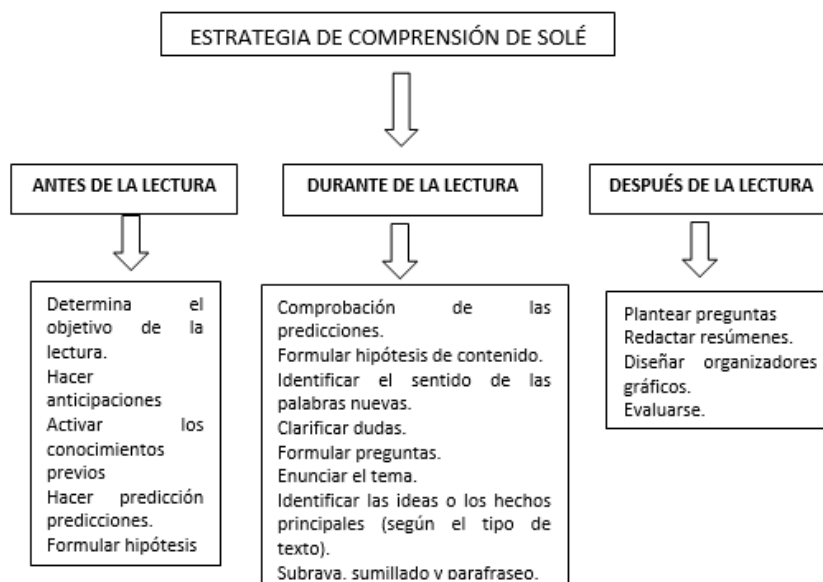 ESTRATEGIA DE COMPRENSIÓN DE SOLÉ
ANTES DE LA LECTURA
Determina el
objetivo de la
lectura.
Hacer
anticipaciones
Activar los
conocimientos
previos
Hacer predicción
predicciones.
Formular hipótesis
DURANTE DE LA LECTURA
Comprobación de las
predicciones.
Formular hipótesis de contenido.
Identificar el sentido de las
palabras nuevas.
Clarificar dudas.
Formular preguntas.
Enunciar el tema.
Identificar las ideas o los hechos
principales (según el tipo de
texto).
Subraya, sumillado y parafraseo.
DESPUÉS DE LA LECTURA
Plantear preguntas
Redactar resúmenes.
Diseñar organizadores
gráficos.
Evaluarse.